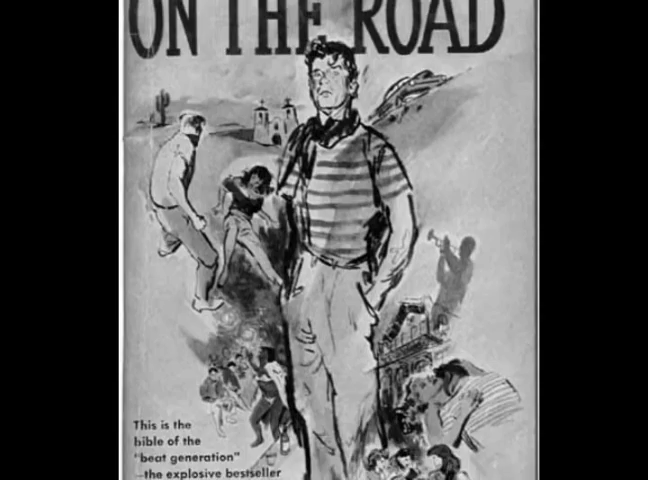 ON THE ROAD
This is the
bible of the
"beat generation"
—the explosive bestseller